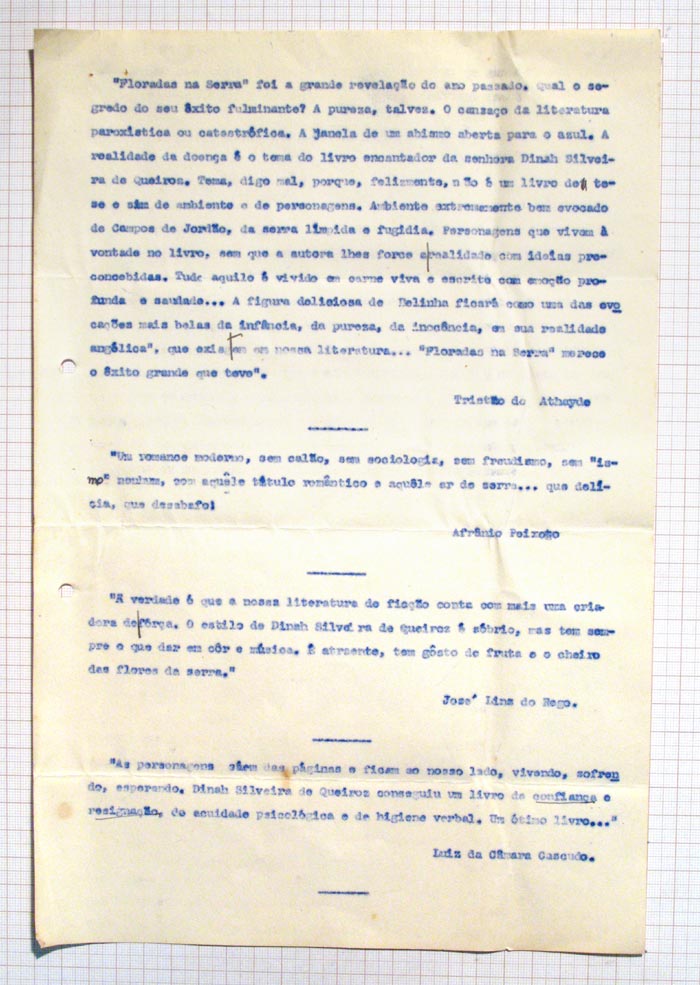 "Floradas na Serra" foi a grande revelação do ano passado. Qual o se-
gredo do seu êxito fulminante? A pureza, talvez. O cansaço da literatura
paroxística ou catastrófica. A janela de um abismo aberta para o azul. A
realidade da doença é o tema do livro encantador da senhora Dinah Silvei-
ra de Queiros. Tema, digo mal, porque, felizmente, não é um livro de te-
se e sim de ambiente e de personagens. Ambiente extremamente bem evocado
de Campos de Jordão, da serra límpida e fugidia. Personagens que vivem à
vontade no livro, sem que a autora lhes force a realidade com ideias pre-
concebidas. Tudo aquilo é vivido em carne viva e escrito com emoção pro-
funda e saudade... A figura deliciosa de Belinha ficará como uma das evo
cações mais belas da infância, da pureza, da inocência, em sua realidade
angélica", que existem em nossa literatura... "Floradas na Serra" merece
o êxito grande que teve".
Tristão de Athayde
"Um romance moderno, sem calão, sem sociologia, sem freudismo, sem "is-
mo" nenhum, com aquêle título romântico e aquêle ar de serra... que delí-
cia, que desabafo!
Afrânio Peixoto
"A verdade é que a nossa literatura de ficção conta com mais uma cria-
dora de fôrça. O estilo de Dinah Silveira de Queiroz é sóbrio, mas tem sem-
pre o que dar em côr e música. É atraente, tem gôsto de fruta e o cheiro
das flores da serra."
José Lins do Rego.
"As personagens sáem das páginas e ficam ao nosso lado, vivendo, sofren
do, esperando. Dinah Silveira de Queiroz conseguiu um livro de confiança e
resignação, de acuidade psicológica e de higiene verbal. Um ótimo livro..."
Luiz da Câmara Cascudo.